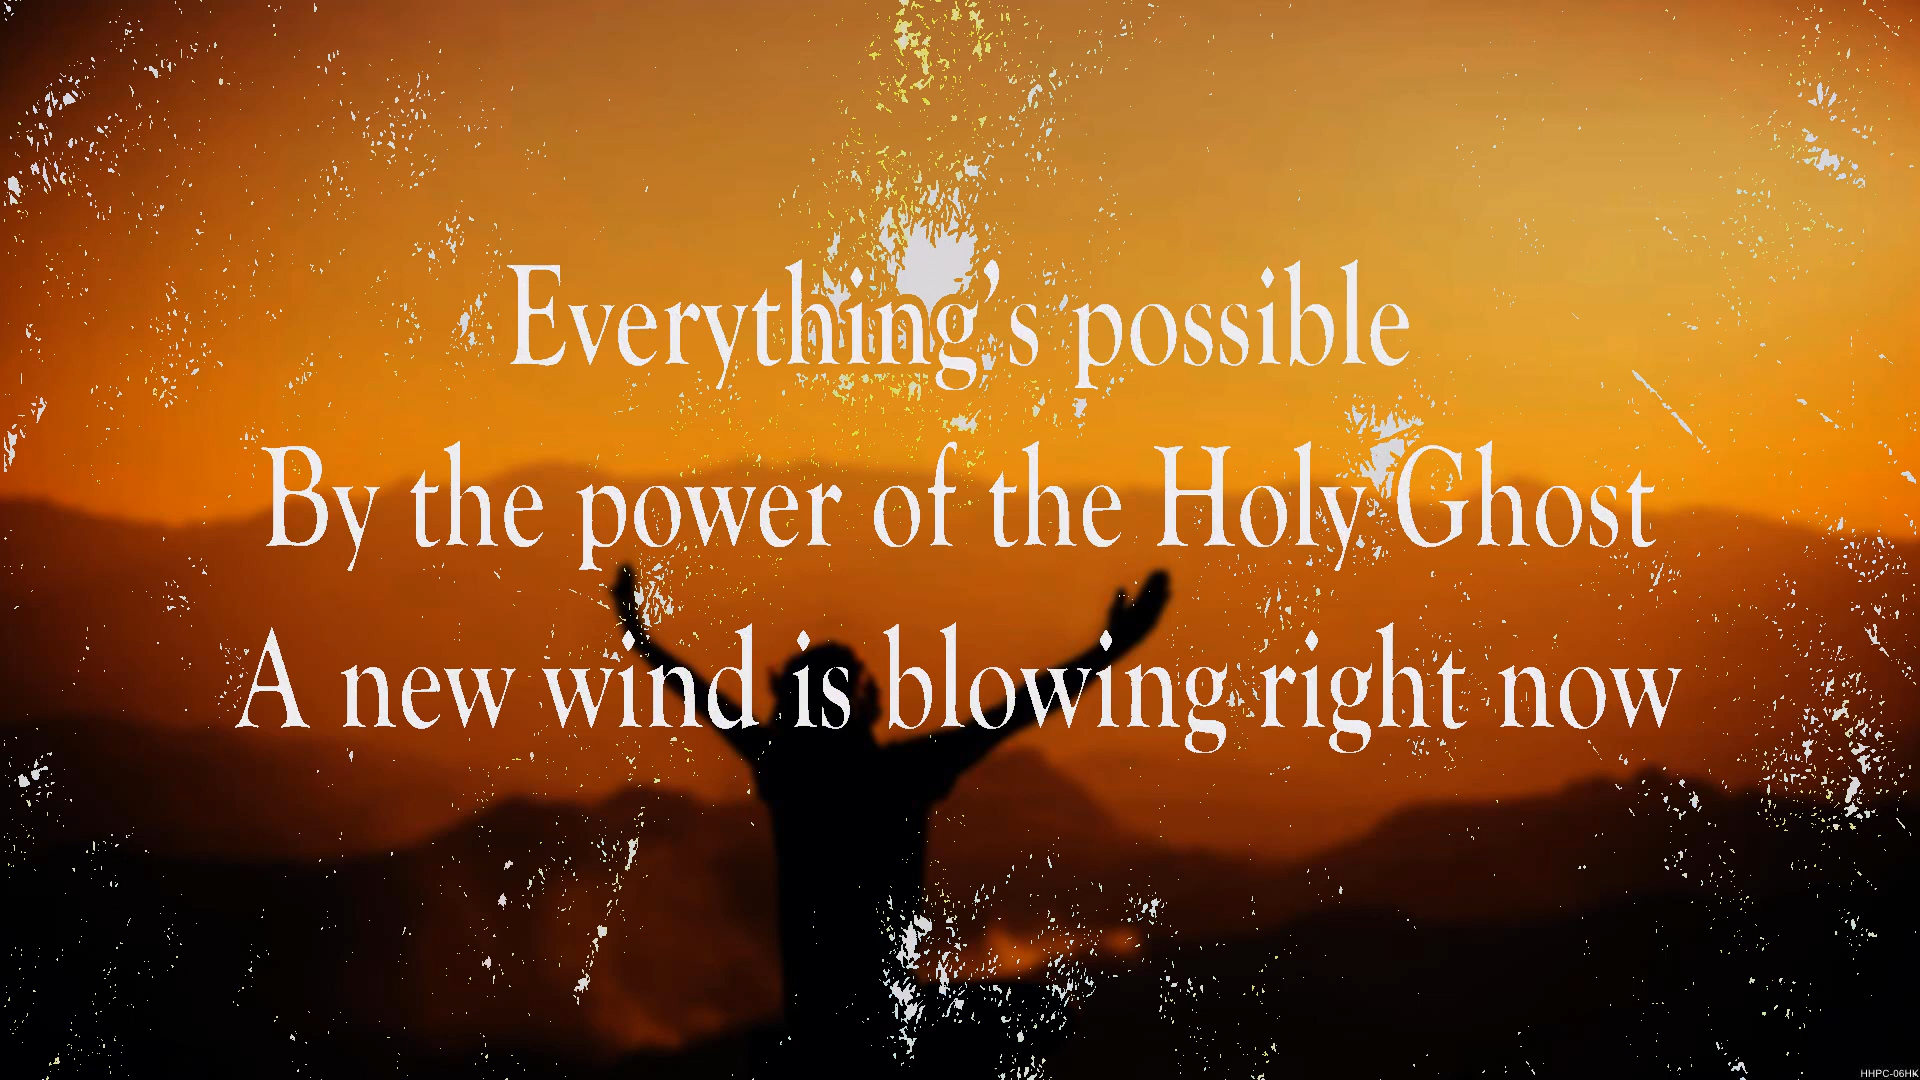 Everything’s possible
By the power of the Holy Ghost
A new wind is blowing right now
HHPC-06HK